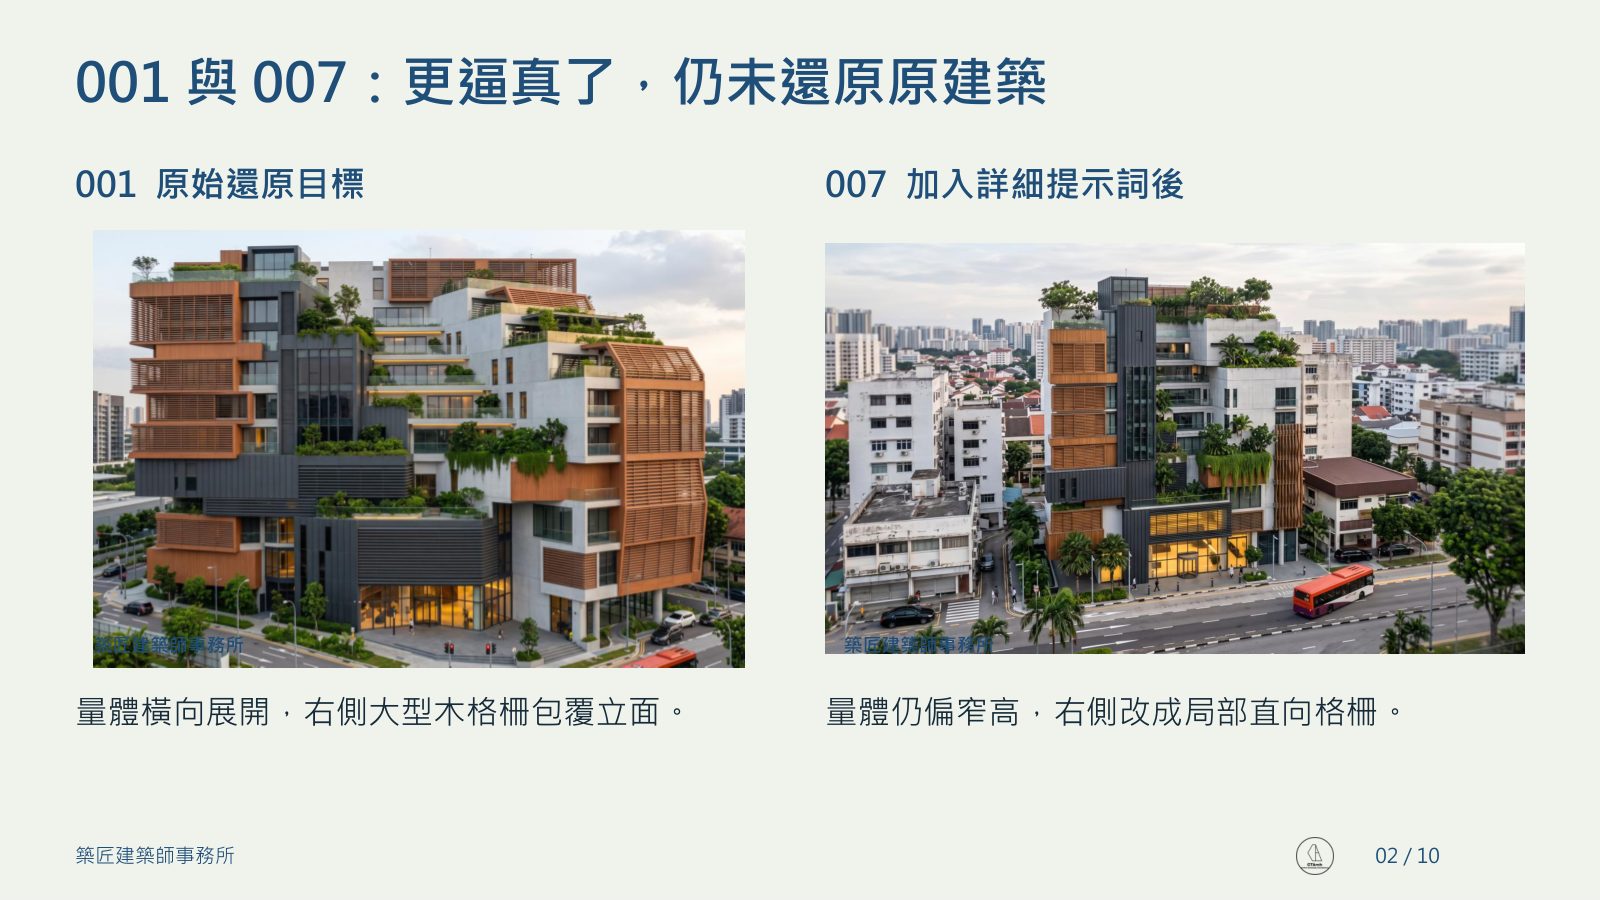 001 與 007：更逼真了，仍未還原原建築
001 原始還原目標
007 加入詳細提示詞後
築匠建築師事務所
築匠建築師事務所
量體橫向展開，右側大型木格柵包覆立面。
量體仍偏窄高，右側改成局部直向格柵。
築匠建築師事務所
02 / 10